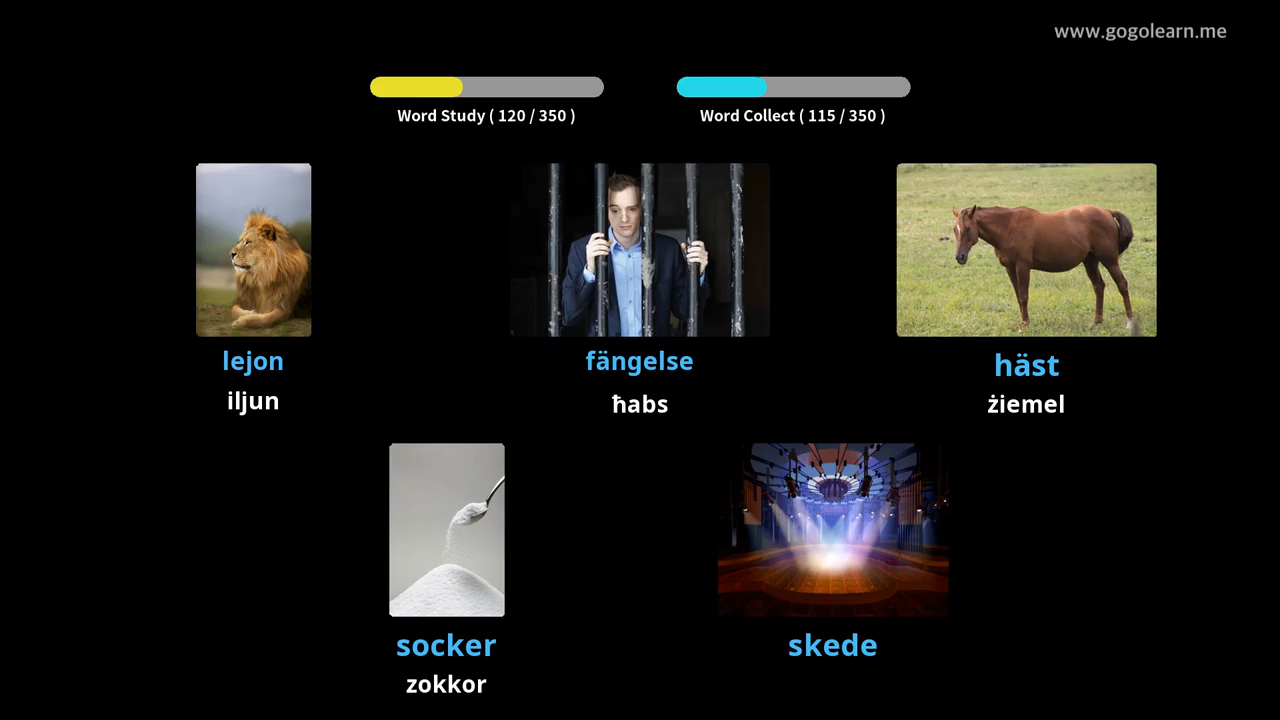 www.gogolearn.me
Word Study ( 120 / 350 )
Word Collect ( 115 / 350 )
lejon
iljun
fängelse
ħabs
häst
żiemel
socker
zokkor
skede